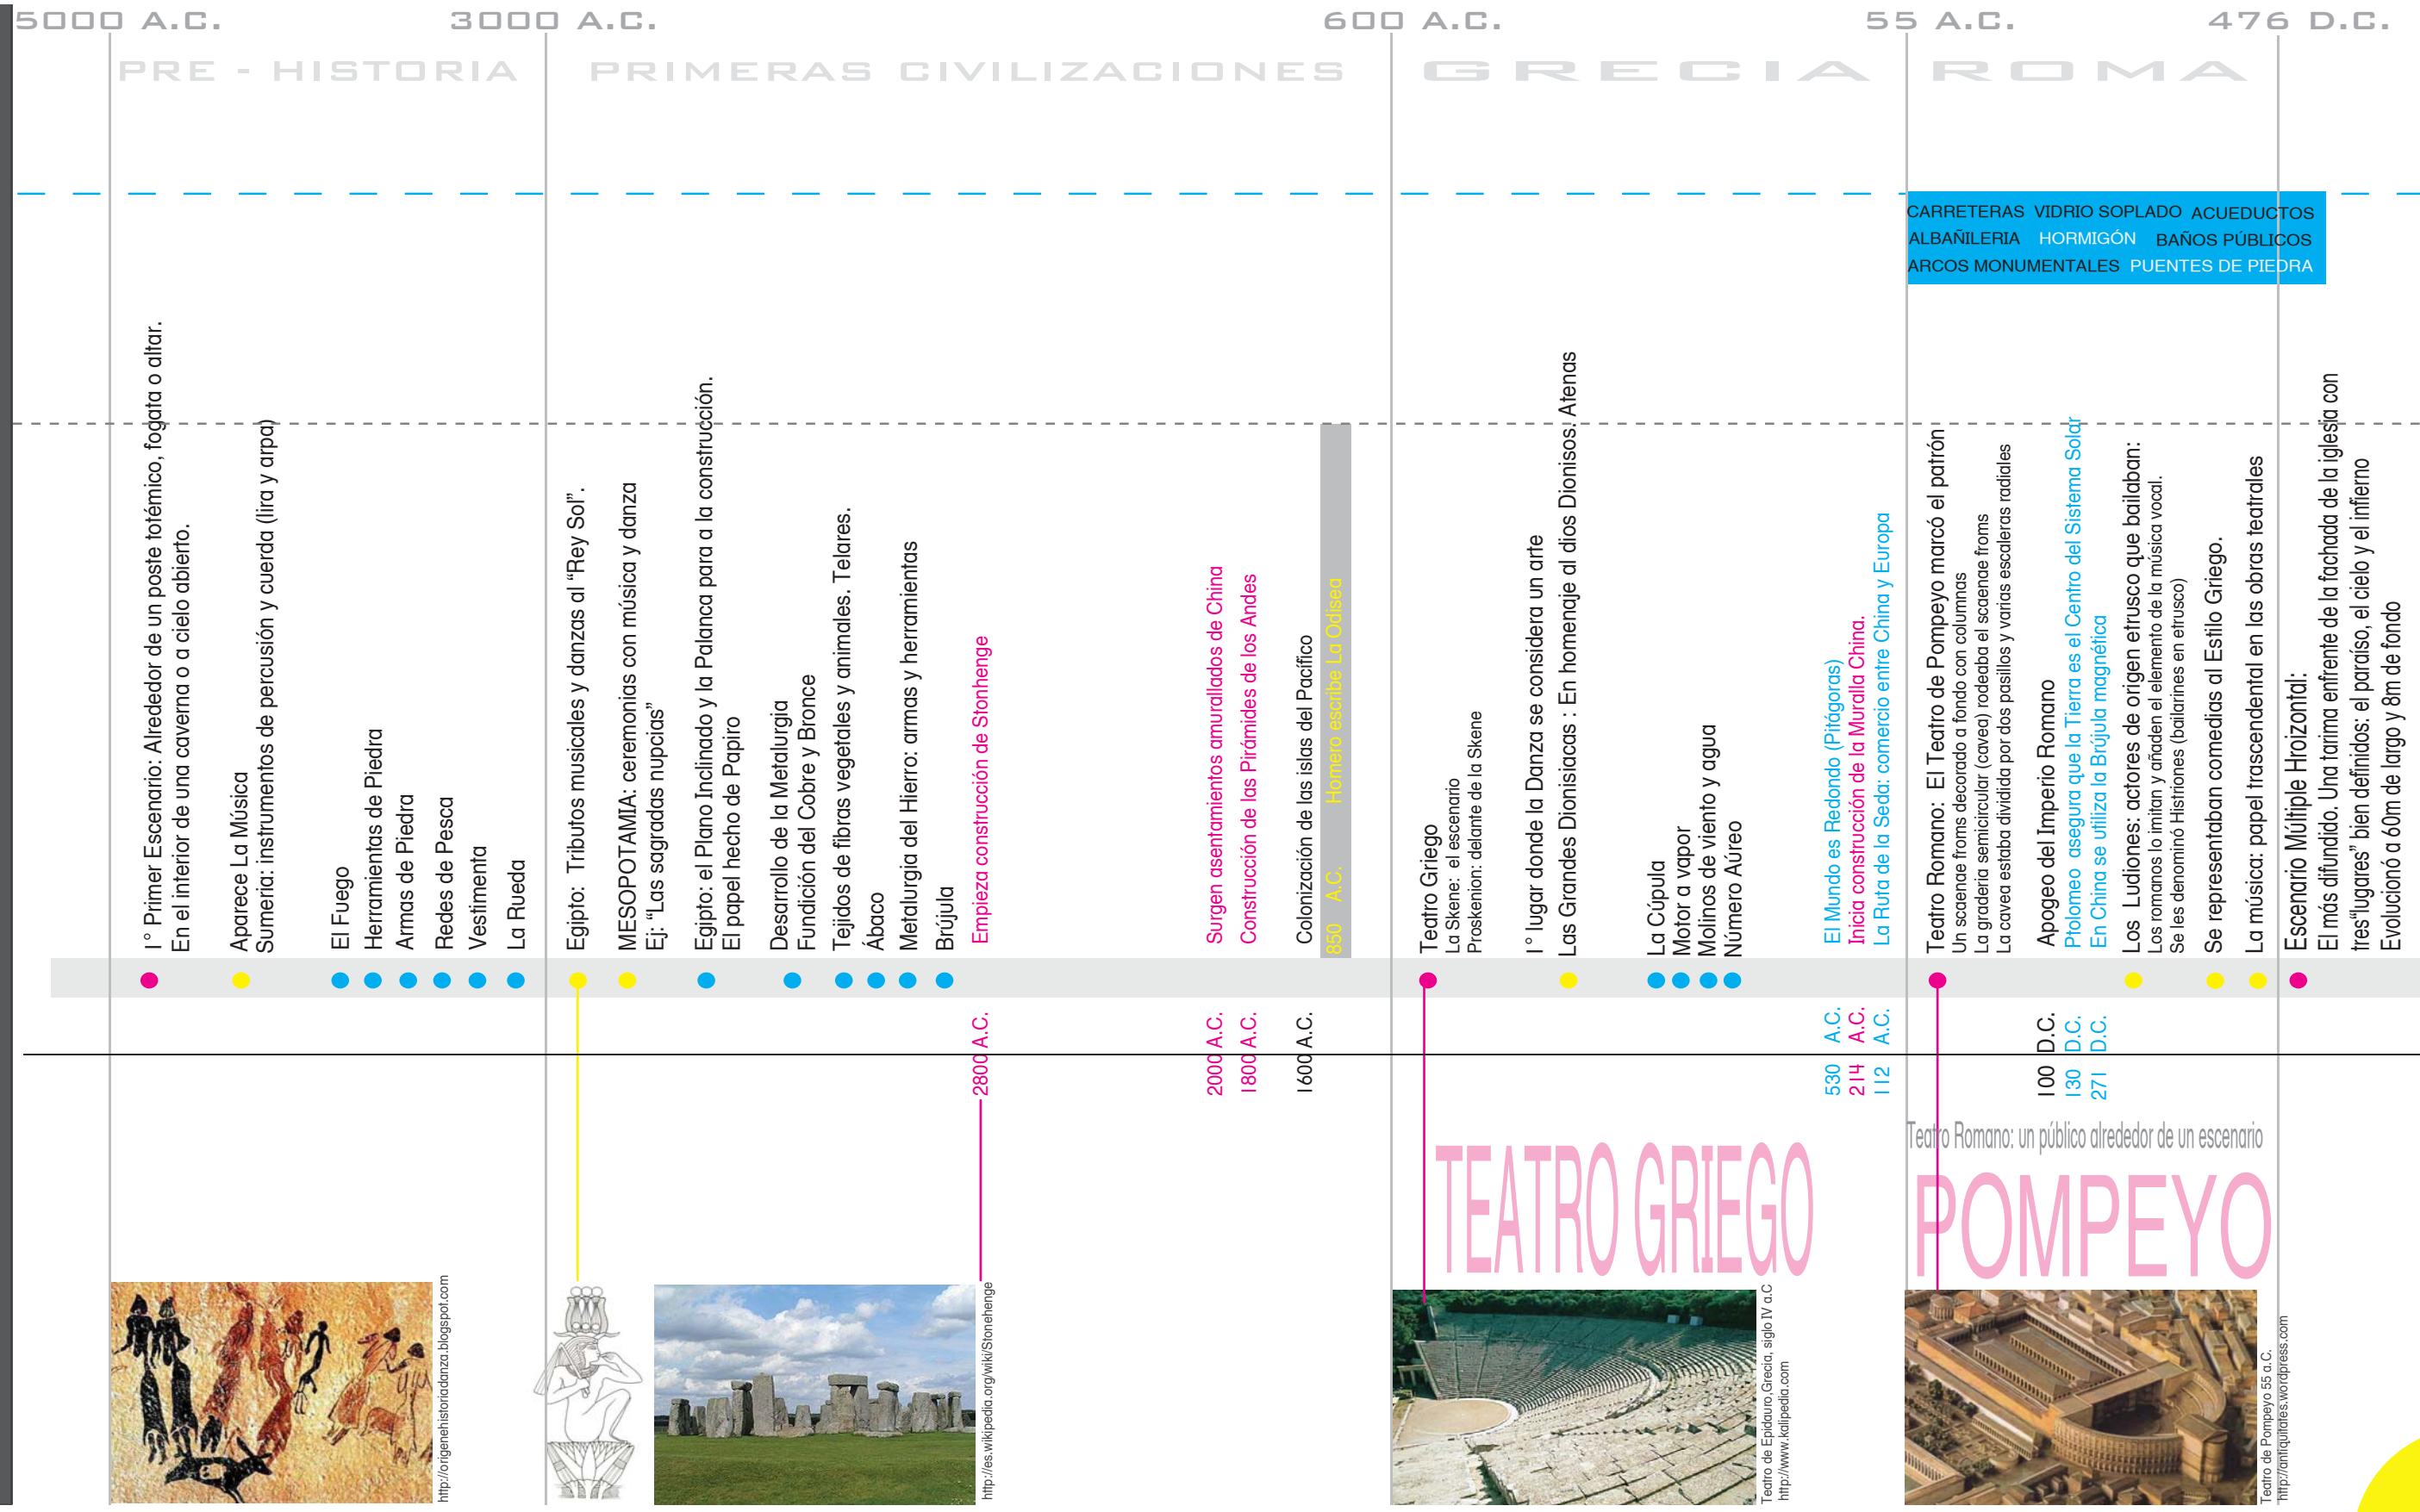 5000 A.C.
3000 A.C.
600 A.C.
55 A.C.
476 D.C.
PRE - HISTORIA
PRIMERAS CIVILIZACIONES
GRECIA
ROMA
CARRETERAS VIDRIO SOPLADO ACUEDUCTOS
ALBAÑILERIA HORMIGÓN BAÑOS PÚBLICOS
ARCOS MONUMENTALES PUENTES DE PIEDRA
1° Primer Escenario: Alrededor de un poste totémico, fogata o altar.
En el interior de una caverna o a cielo abierto.
Aparece La Música
Sumeria: instrumentos de percusión y cuerda (lira y arpa)
El Fuego
Herramientas de Piedra
Armas de Piedra
Redes de Pesca
Vestimenta
La Rueda
Egipto: Tributos musicales y danzas al “Rey Sol”.
MESOPOTAMIA: ceremonias con música y danza
Ej: “Las sagradas nupcias”
Egipto: el Plano Inclinado y la Palanca para a la construcción.
El papel hecho de Papiro
Desarrollo de la Metalurgia
Fundición del Cobre y Bronce
Tejidos de fibras vegetales y animales. Telares.
Ábaco
Metalurgia del Hierro: armas y herramientas
Brújula
2800 A.C. Empieza construcción de Stonhenge
2000 A.C. Surgen asentamientos amurallados de China
1800 A.C. Construcción de las Pirámides de los Andes
1600 A.C. Colonización de las islas del Pacífico
850 A.C. Homero escribe La Odisea
Teatro Griego
La Skene: el escenario
Proskenion: delante de la Skene
1° lugar donde la Danza se considera un arte
Las Grandes Dionisicacas : En homenaje al dios Dionisos. Atenas
La Cúpula
Motor a vapor
Molinos de viento y agua
Número Aúreo
530 A.C. El Mundo es Redondo (Pitágoras)
214 A.C. Inicia construcción de la Muralla China.
112 A.C. La Ruta de la Seda: comercio entre China y Europa
Teatro Romano: El Teatro de Pompeyo marcó el patrón
Un scaenae froms decorado a fondo con columnas
La gradería semicircular (cavea) rodeaba el scaenae froms
La cavea estaba dividida por dos pasillos y varias escaleras radiales
100 D.C. Apogeo del Imperio Romano
130 D.C. Ptolomeo asegura que la Tierra es el Centro del Sistema Solar
271 D.C. En China se utiliza la Brújula magnética
Los Ludiones: actores de origen etrusco que bailaban:
Los romanos lo imitan y añaden el elemento de lo música vocal.
Se les denominó Histriones (bailarines en etrusco)
Se representaban comedias al Estilo Griego.
La música: papel trascendental en las obras teatrales
Escenario Múltiple Hroizontal:
El más difundido. Una tarima enfrente de la fachada de la iglesia con
tres“lugares” bien definidos: el paraíso, el cielo y el infierno
Evolucionó a 60m de largo y 8m de fondo
TEATRO GRIEGO
Teatro Romano: un público alrededor de un escenario
POMPEYO
http://origenehistoriadanza.blogspot.com
http://es.wikipedia.org/wiki/Stonehenge
Teatro de Epidauro,Grecia, siglo IV a.C
http://www.kalipedia.com
Teatro de Pompeyo 55 a.C.
http://antiquitates.wordpress.com